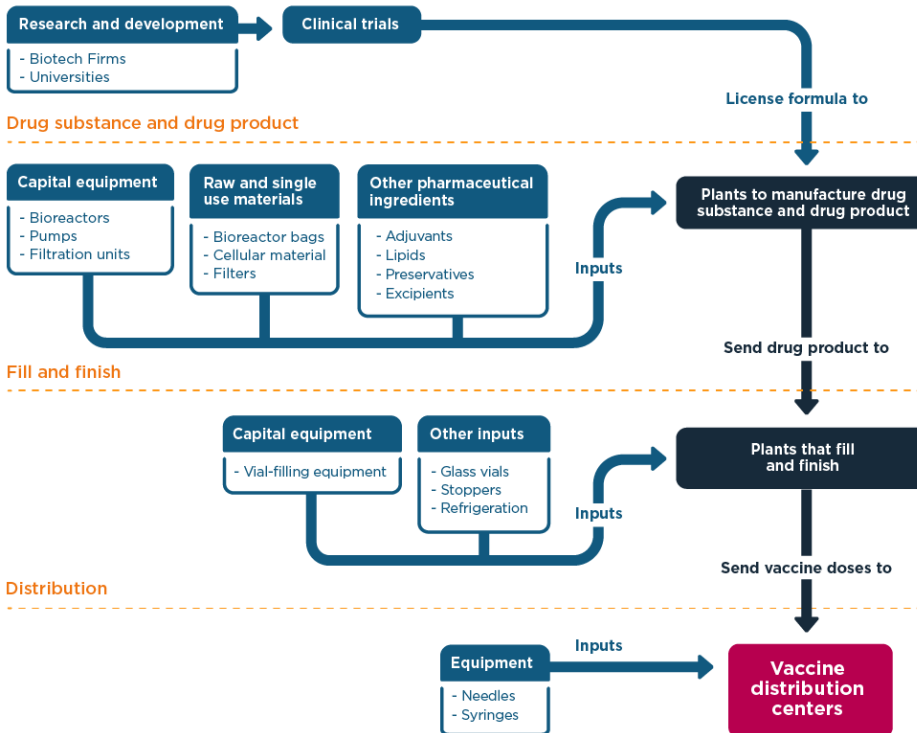 Research and development
- Biotech Firms
- Universities
Clinical trials
License formula to
Drug substance and drug product
Capital equipment
- Bioreactors
- Pumps
- Filtration units
Raw and single
use materials
- Bioreactor bags
- Cellular material
- Filters
Other pharmaceutical
ingredients
- Adjuvants
- Lipids
- Preservatives
- Excipients
Inputs
Plants to manufacture drug
substance and drug product
Send drug product to
Fill and finish
Capital equipment
- Vial-filling equipment
Other inputs
- Glass vials
- Stoppers
- Refrigeration
Inputs
Plants that fill
and finish
Send vaccine doses to
Distribution
Equipment
- Needles
- Syringes
Inputs
Vaccine
distribution
centers